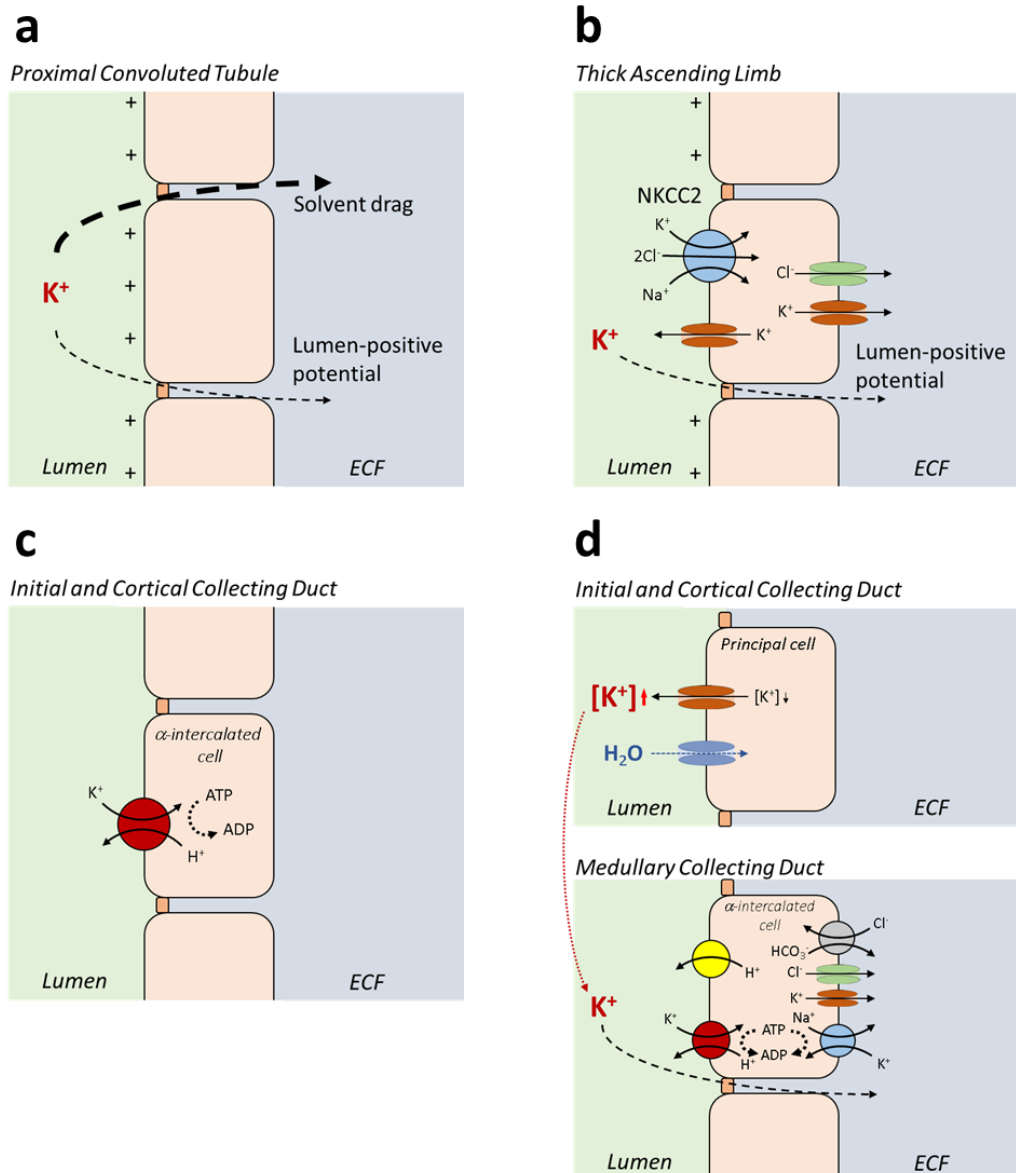 a
Proximal Convoluted Tubule
+
+
+
+
+
+
+
+
Solvent drag
K⁺
Lumen-positive
potential
Lumen
ECF
b
Thick Ascending Limb
+
+
NKCC2
K⁺
2Cl⁻
Na⁺
Cl⁻
K⁺
K⁺
K⁺
Lumen-positive
potential
+
+
Lumen
ECF
c
Initial and Cortical Collecting Duct
α-intercalated
cell
K⁺
ATP
ADP
H⁺
Lumen
ECF
d
Initial and Cortical Collecting Duct
Principal cell
[K⁺]
[K⁺]
H₂O
Lumen
ECF
Medullary Collecting Duct
α-intercalated
cell
Cl⁻
HCO₃⁻
H⁺
Cl⁻
K⁺
K⁺
K⁺
Na⁺
ATP
ADP
H⁺
K⁺
Lumen
ECF